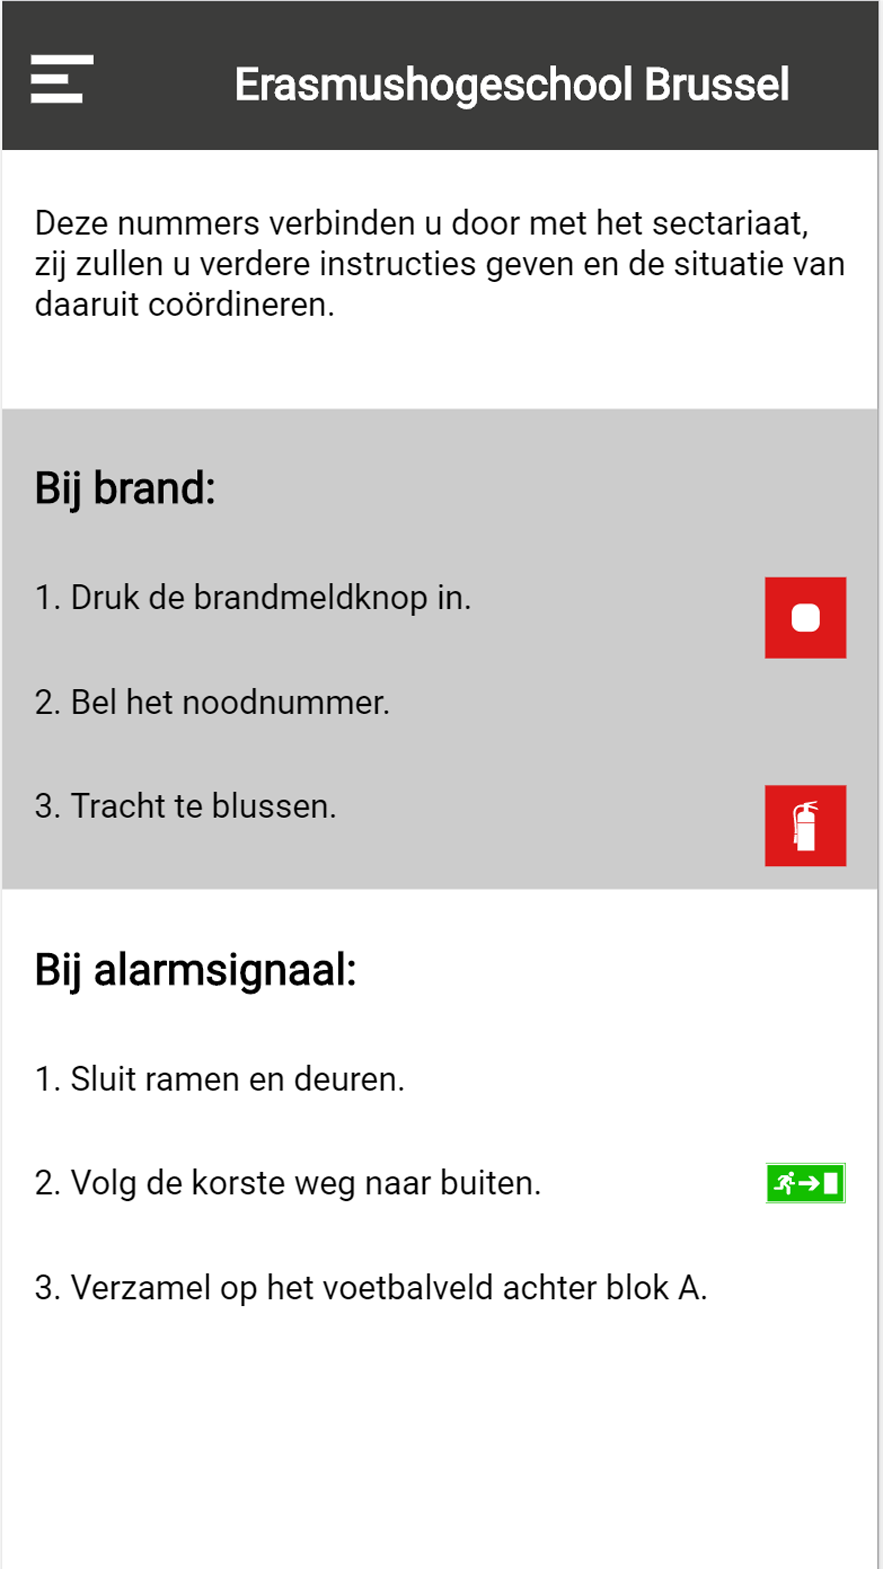 Erasmushogeschool Brussel
Deze nummers verbinden u door met het sectariaat,
zij zullen u verdere instructies geven en de situatie van
daaruit coördineren.
Bij brand:
1. Druk de brandmeldknop in.
2. Bel het noodnummer.
3. Tracht te blussen.
Bij alarmsignaal:
1. Sluit ramen en deuren.
2. Volg de korste weg naar buiten.
3. Verzamel op het voetbalveld achter blok A.